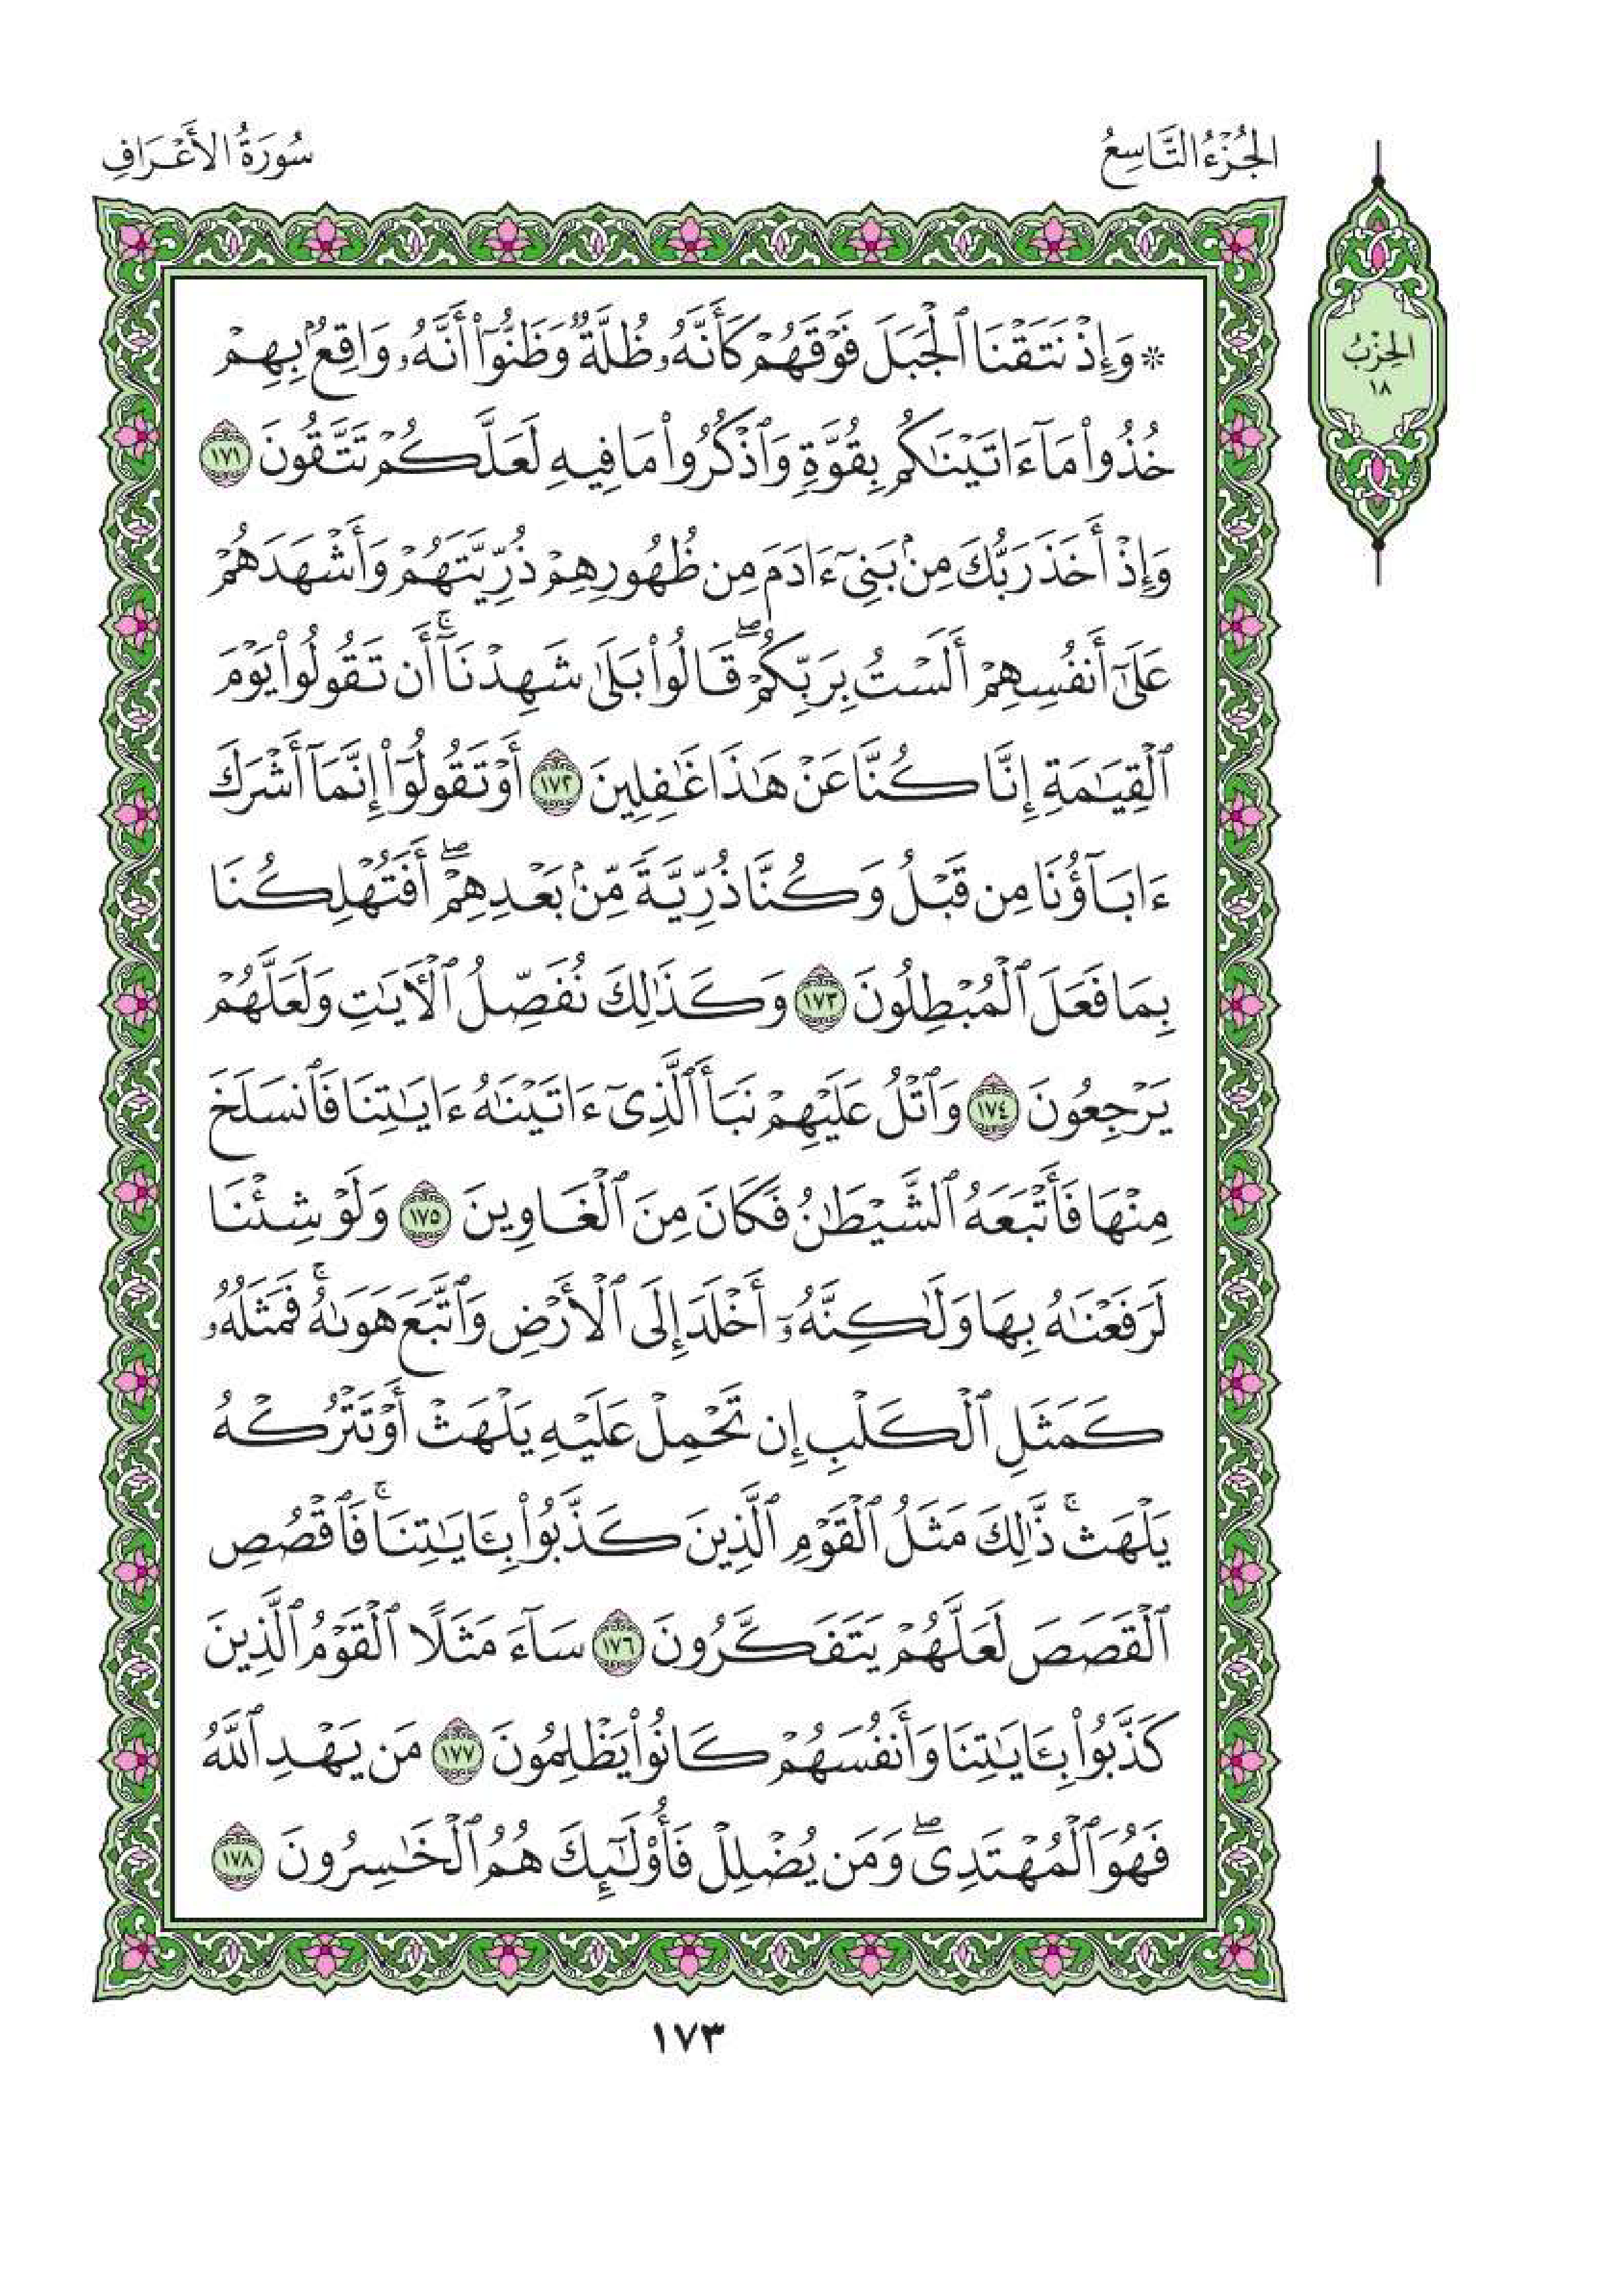 الجُزْءُ التَّاسِعُ
سُورَةُ الأَعْرَافِ
الحِزْبُ
١٨
۞ وَإِذْ نَتَقْنَا ٱلْجَبَلَ فَوْقَهُمْ كَأَنَّهُۥ ظُلَّةٌ وَظَنُّوٓا۟ أَنَّهُۥ وَاقِعٌۢ بِهِمْ
خُذُوا۟ مَآ ءَاتَيْنَٰكُم بِقُوَّةٍ وَٱذْكُرُوا۟ مَا فِيهِ لَعَلَّكُمْ تَتَّقُونَ ١٧١
وَإِذْ أَخَذَ رَبُّكَ مِنۢ بَنِىٓ ءَادَمَ مِن ظُهُورِهِمْ ذُرِّيَّتَهُمْ وَأَشْهَدَهُمْ
عَلَىٰٓ أَنفُسِهِمْ أَلَسْتُ بِرَبِّكُمْ ۖ قَالُوا۟ بَلَىٰ شَهِدْنَآ ۚ أَن تَقُولُوا۟ يَوْمَ
ٱلْقِيَٰمَةِ إِنَّا كُنَّا عَنْ هَٰذَا غَٰفِلِينَ ١٧٢ أَوْ تَقُولُوٓا۟ إِنَّمَآ أَشْرَكَ
ءَابَآؤُنَا مِن قَبْلُ وَكُنَّا ذُرِّيَّةً مِّنۢ بَعْدِهِمْ ۖ أَفَتُهْلِكُنَا
بِمَا فَعَلَ ٱلْمُبْطِلُونَ ١٧٣ وَكَذَٰلِكَ نُفَصِّلُ ٱلْءَايَٰتِ وَلَعَلَّهُمْ
يَرْجِعُونَ ١٧٤ وَٱتْلُ عَلَيْهِمْ نَبَأَ ٱلَّذِىٓ ءَاتَيْنَٰهُ ءَايَٰتِنَا فَٱنسَلَخَ
مِنْهَا فَأَتْبَعَهُ ٱلشَّيْطَٰنُ فَكَانَ مِنَ ٱلْغَاوِينَ ١٧٥ وَلَوْ شِئْنَا
لَرَفَعْنَٰهُ بِهَا وَلَٰكِنَّهُۥٓ أَخْلَدَ إِلَى ٱلْأَرْضِ وَٱتَّبَعَ هَوَىٰهُ ۚ فَمَثَلُهُۥ
كَمَثَلِ ٱلْكَلْبِ إِن تَحْمِلْ عَلَيْهِ يَلْهَثْ أَوْ تَتْرُكْهُ
يَلْهَث ۚ ذَّٰلِكَ مَثَلُ ٱلْقَوْمِ ٱلَّذِينَ كَذَّبُوا۟ بِـَٔايَٰتِنَا ۚ فَٱقْصُصِ
ٱلْقَصَصَ لَعَلَّهُمْ يَتَفَكَّرُونَ ١٧٦ سَآءَ مَثَلًا ٱلْقَوْمُ ٱلَّذِينَ
كَذَّبُوا۟ بِـَٔايَٰتِنَا وَأَنفُسَهُمْ كَانُوا۟ يَظْلِمُونَ ١٧٧ مَن يَهْدِ ٱللَّهُ
فَهُوَ ٱلْمُهْتَدِى ۖ وَمَن يُضْلِلْ فَأُو۟لَٰٓئِكَ هُمُ ٱلْخَٰسِرُونَ ١٧٨
١٧٣